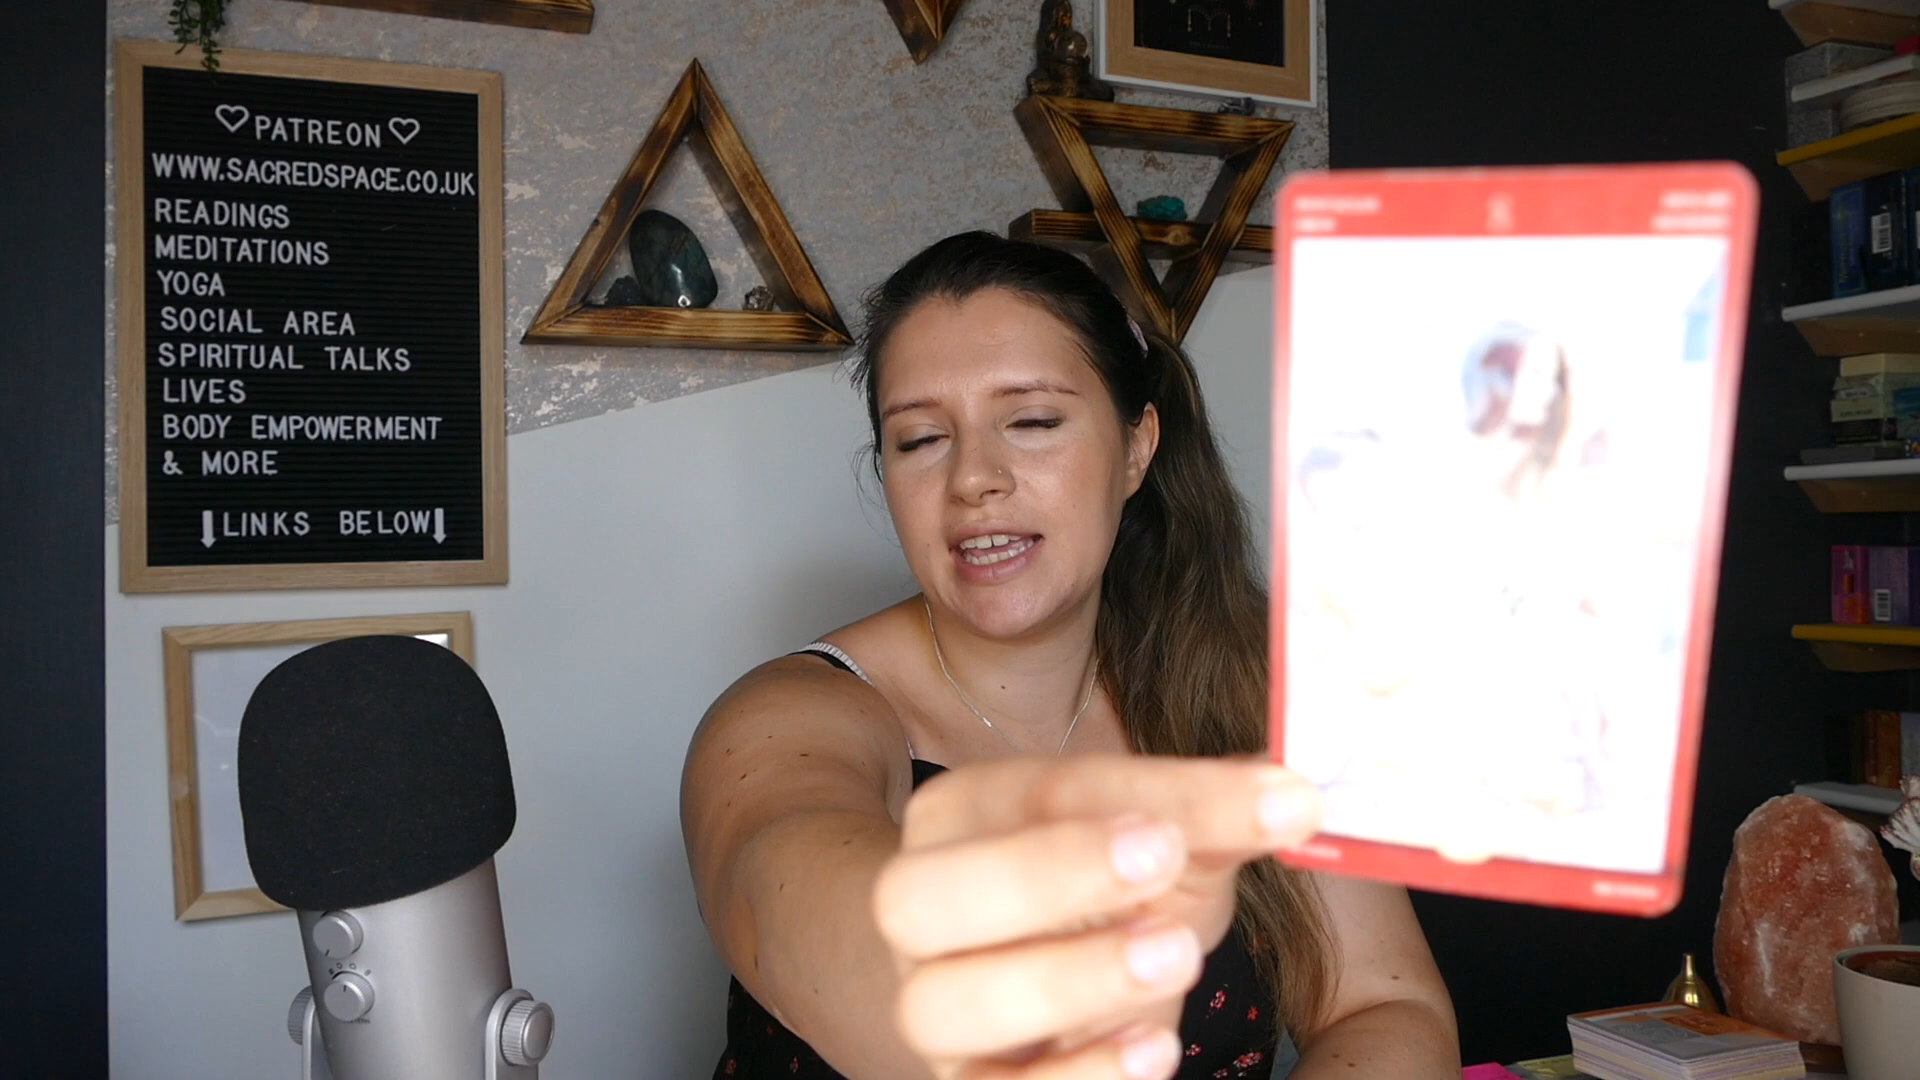 ♡PATREON♡
WWW.SACREDSPACE.CO.UK
READINGS
MEDITATIONS
YOGA
SOCIAL AREA
SPIRITUAL TALKS
LIVES
BODY EMPOWERMENT
& MORE
⬇LINKS BELOW⬇